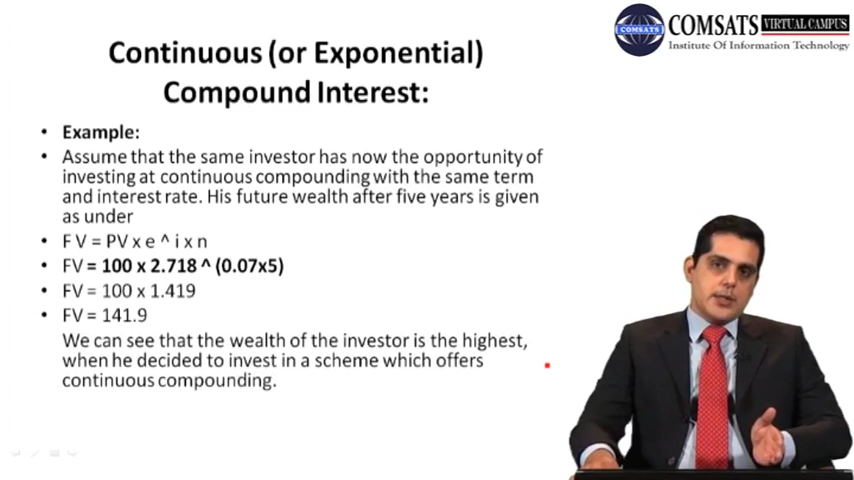 COMSATS
COMSATS VIRTUAL CAMPUS
Institute Of Information Technology
Continuous (or Exponential)
Compound Interest:
• Example:
• Assume that the same investor has now the opportunity of
investing at continuous compounding with the same term
and interest rate. His future wealth after five years is given
as under
• F V = PV x e ^ i x n
• FV = 100 x 2.718 ^ (0.07x5)
• FV = 100 x 1.419
• FV = 141.9
We can see that the wealth of the investor is the highest,
when he decided to invest in a scheme which offers
continuous compounding.